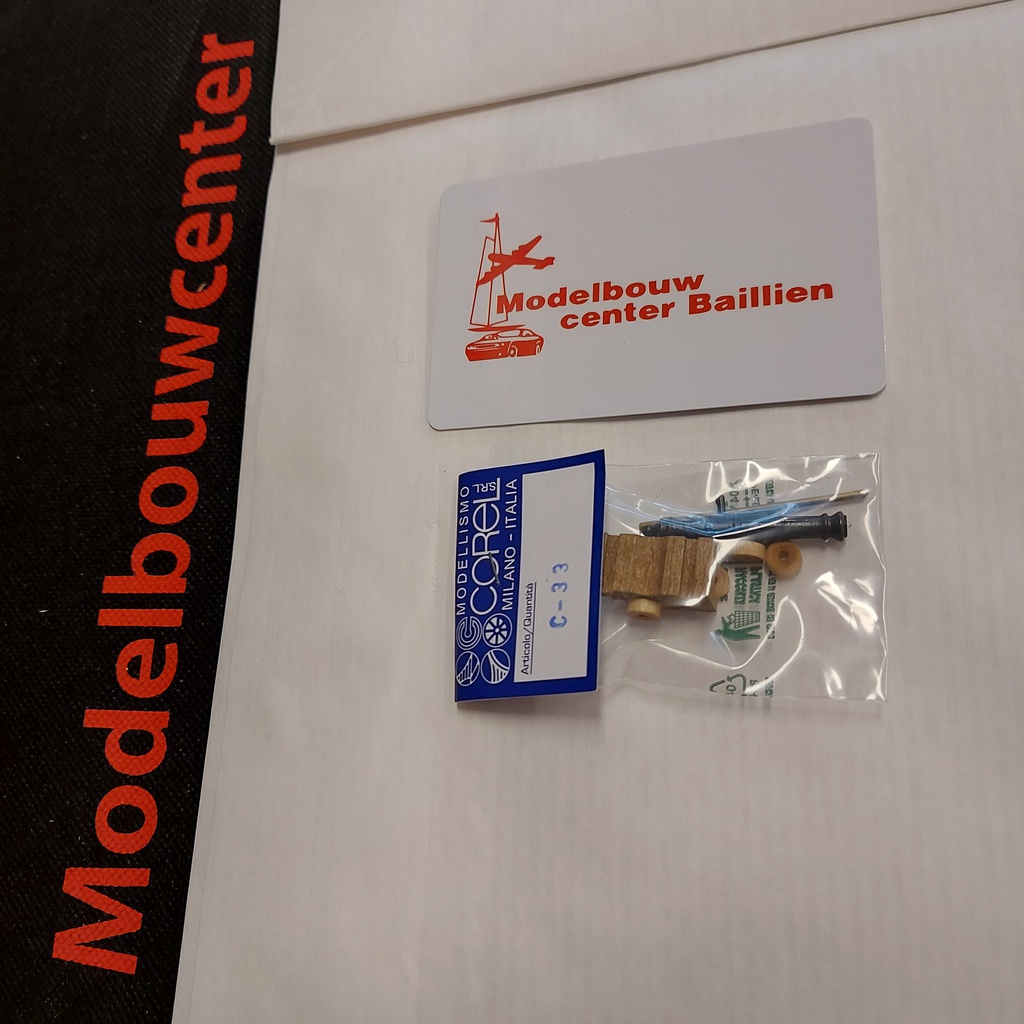 Modelbouwcenter
Modelbouw
center Baillien
MODELLISMO
COREL
SRL
MILANO - ITALIA
Articolo/Quantità
C-33